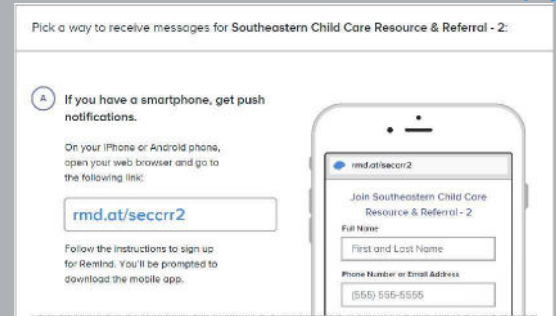 Pick a way to receive messages for Southeastern Child Care Resource & Referral - 2:
A
If you have a smartphone, get push
notifications.
On your iPhone or Android phone,
open your web browser and go to
the following link:
rmd.at/seccrr2
Follow the instructions to sign up
for Remind. You'll be prompted to
download the mobile app.
rmd.at/seccrr2
Join Southeastern Child Care
Resource & Referral - 2
Full Name
First and Last Name
Phone Number or Email Address
(555) 555-5555